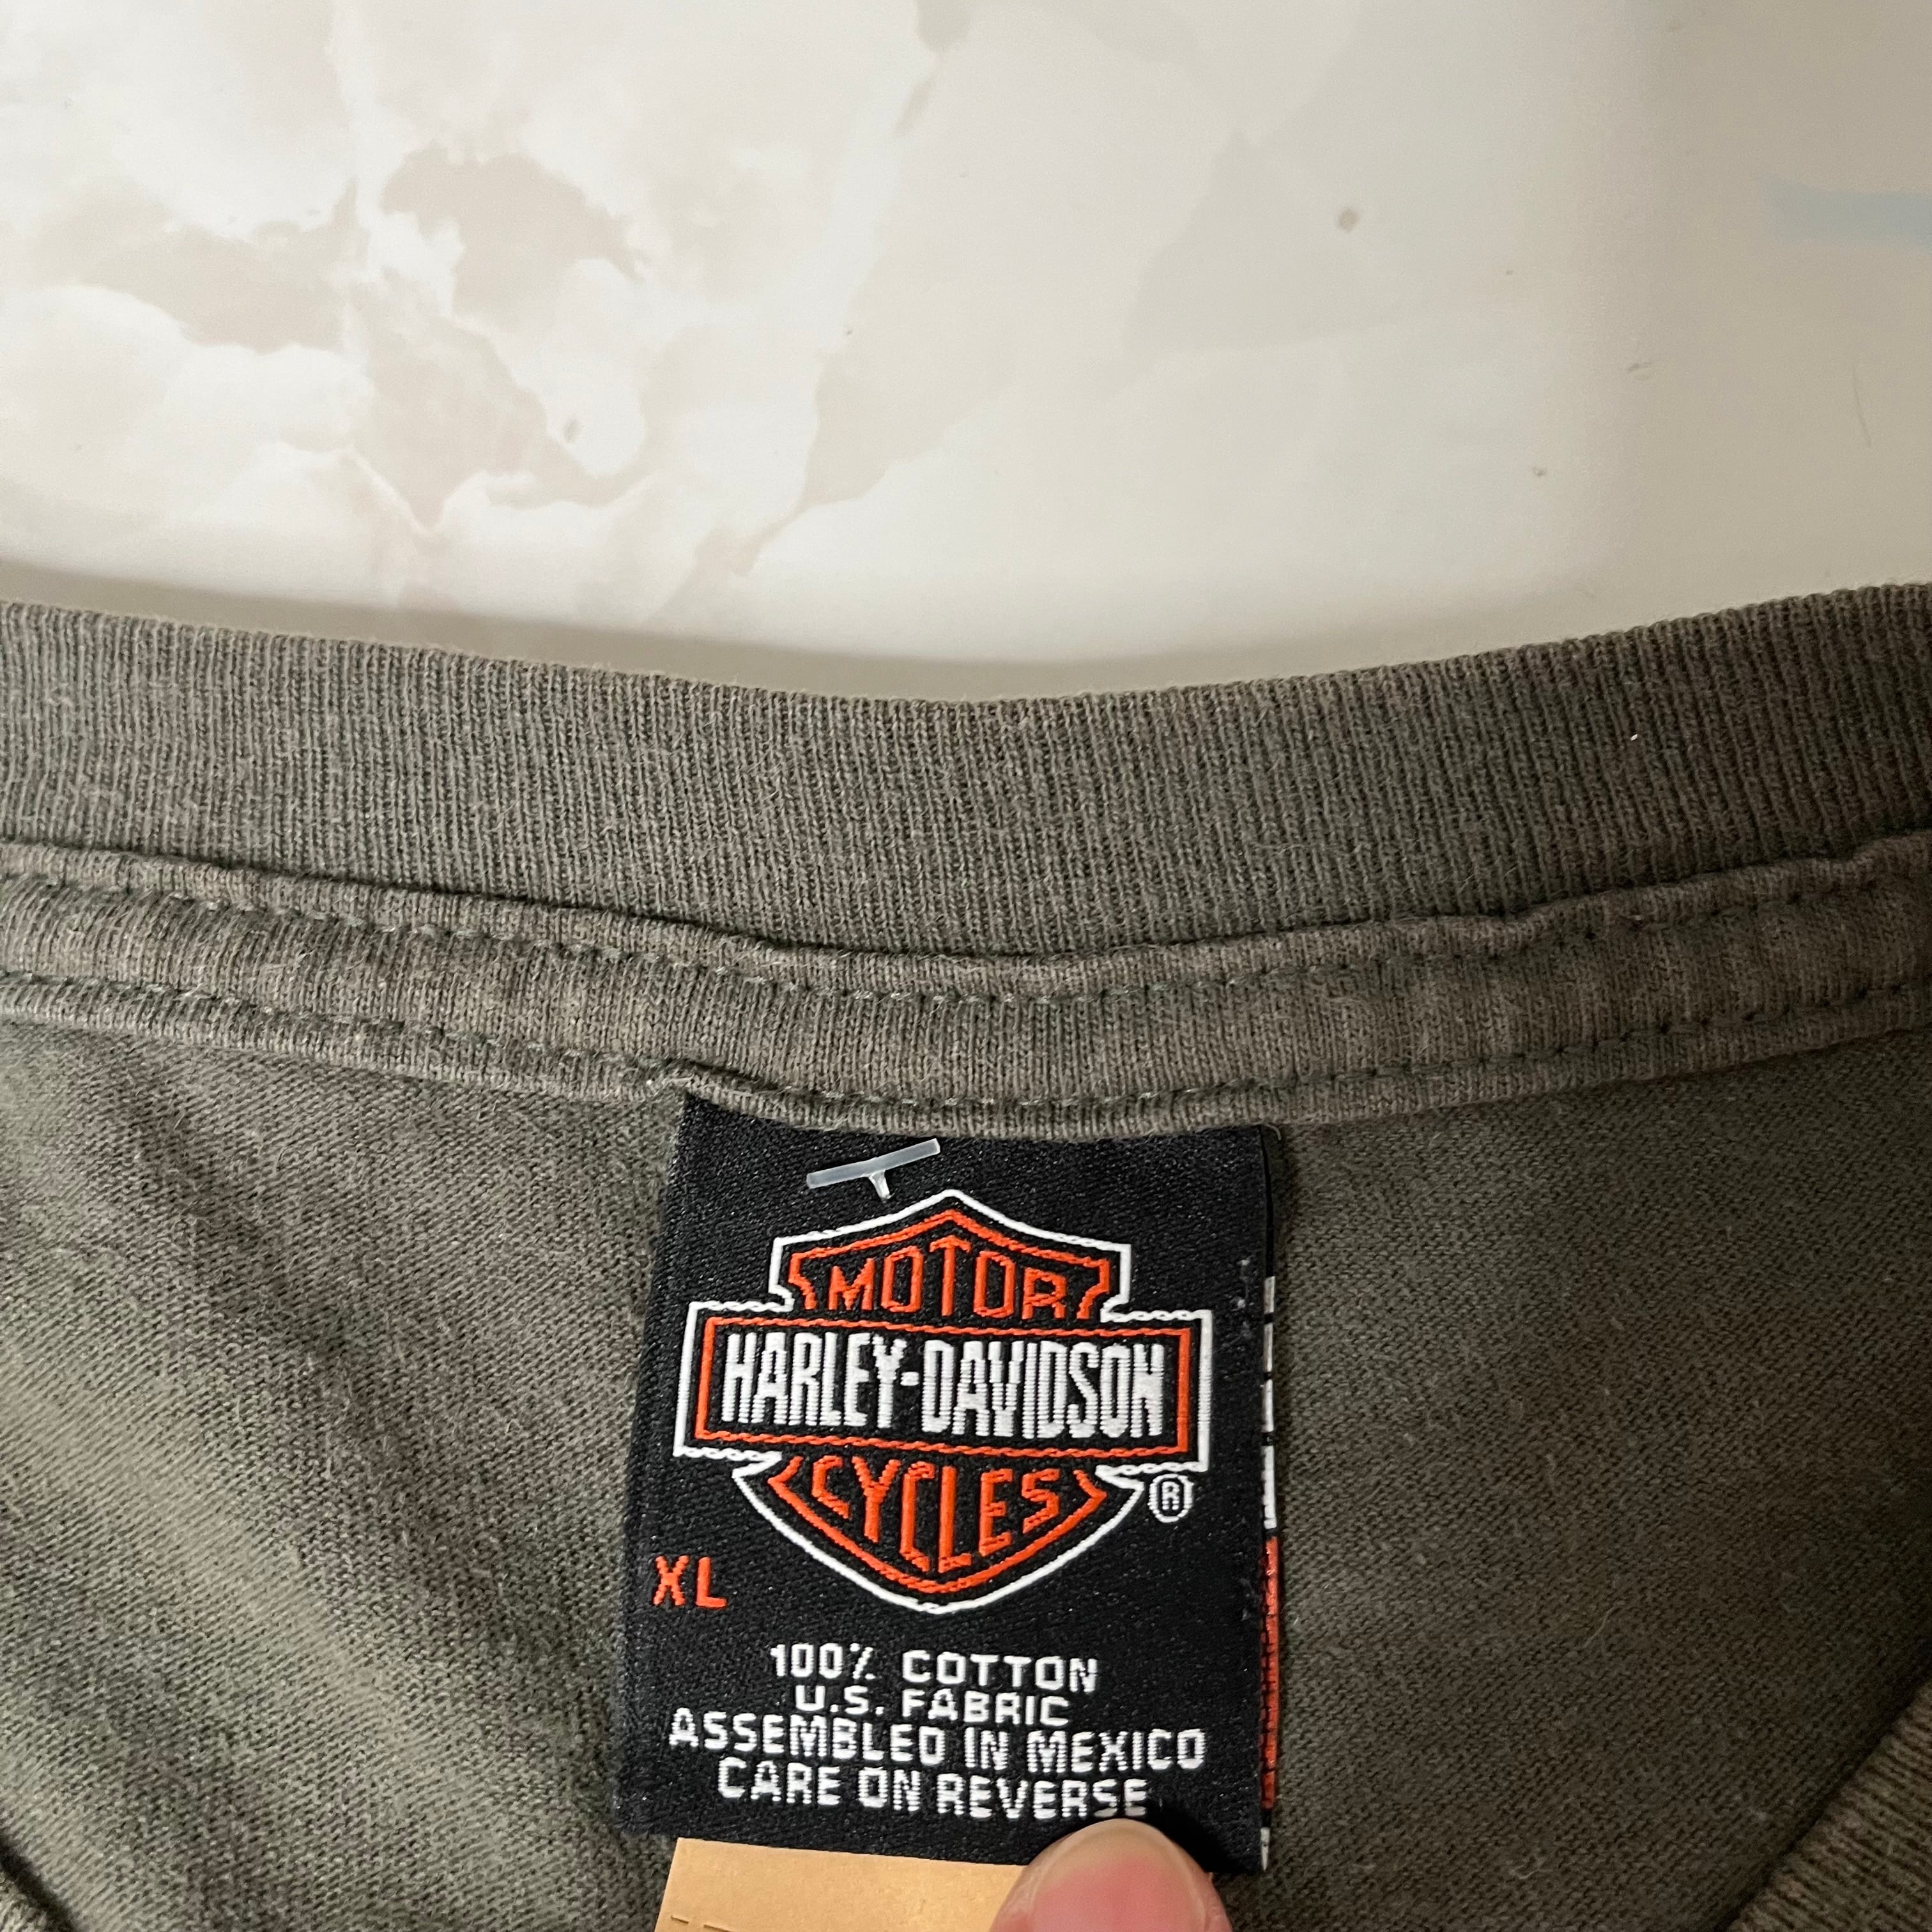 MOTOR
HARLEY-DAVIDSON
CYCLES
®
XL
100% COTTON
U.S. FABRIC
ASSEMBLED IN MEXICO
CARE ON REVERSE